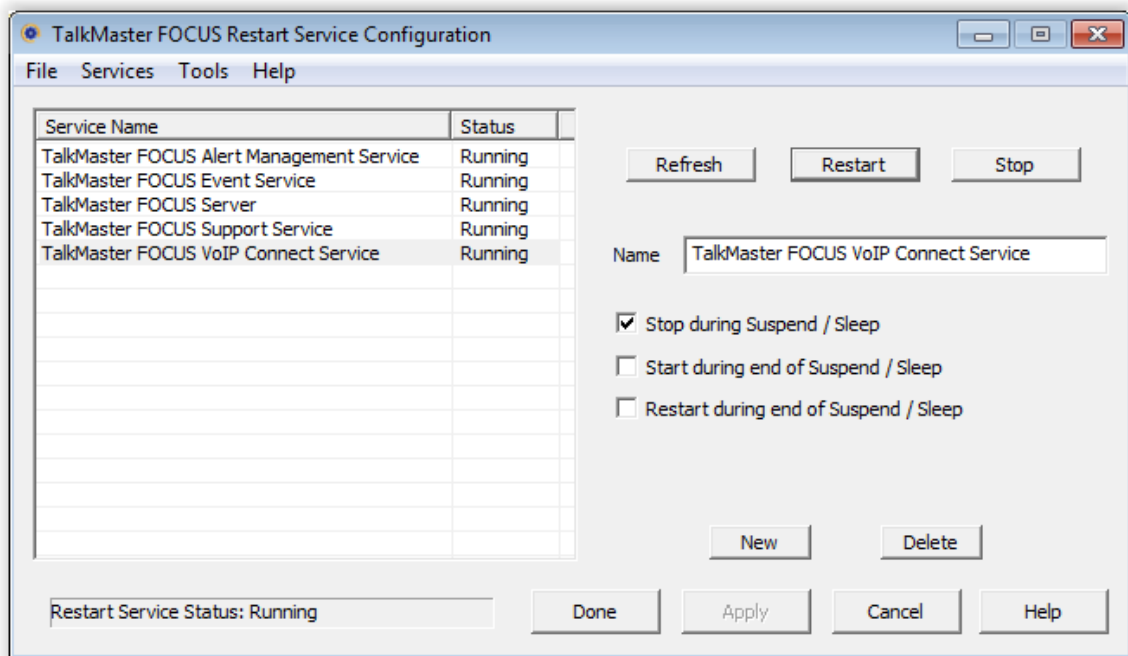 TalkMaster FOCUS Restart Service Configuration
File Services Tools Help
Service Name Status
TalkMaster FOCUS Alert Management Service Running
TalkMaster FOCUS Event Service Running
TalkMaster FOCUS Server Running
TalkMaster FOCUS Support Service Running
TalkMaster FOCUS VoIP Connect Service Running
Refresh Restart Stop
Name TalkMaster FOCUS VoIP Connect Service
Stop during Suspend / Sleep
Start during end of Suspend / Sleep
Restart during end of Suspend / Sleep
New Delete
Restart Service Status: Running
Done Apply Cancel Help